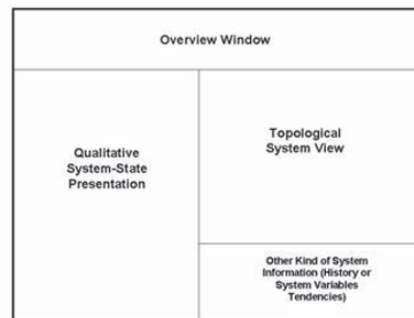 Overview Window
Qualitative
System-State
Presentation
Topological
System View
Other Kind of System
Information (History or
System Variables
Tendencies)